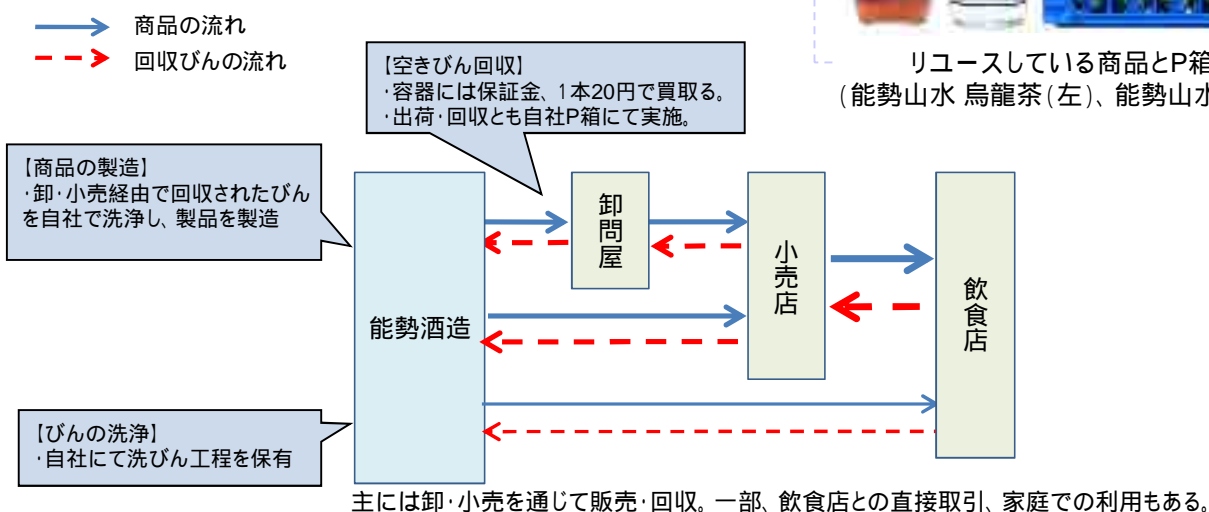 商品の流れ
回収びんの流れ
リユースしている商品とP箱
(能勢山水 烏龍茶(左)、能勢山水
【空きびん回収】
・容器には保証金、1本20円で買取る。
・出荷・回収とも自社P箱にて実施。
【商品の製造】
・卸・小売経由で回収されたびん
を自社で洗浄し、製品を製造
卸問屋
小売店
飲食店
能勢酒造
【びんの洗浄】
・自社にて洗びん工程を保有
主には卸・小売を通じて販売・回収。一部、飲食店との直接取引、家庭での利用もある。